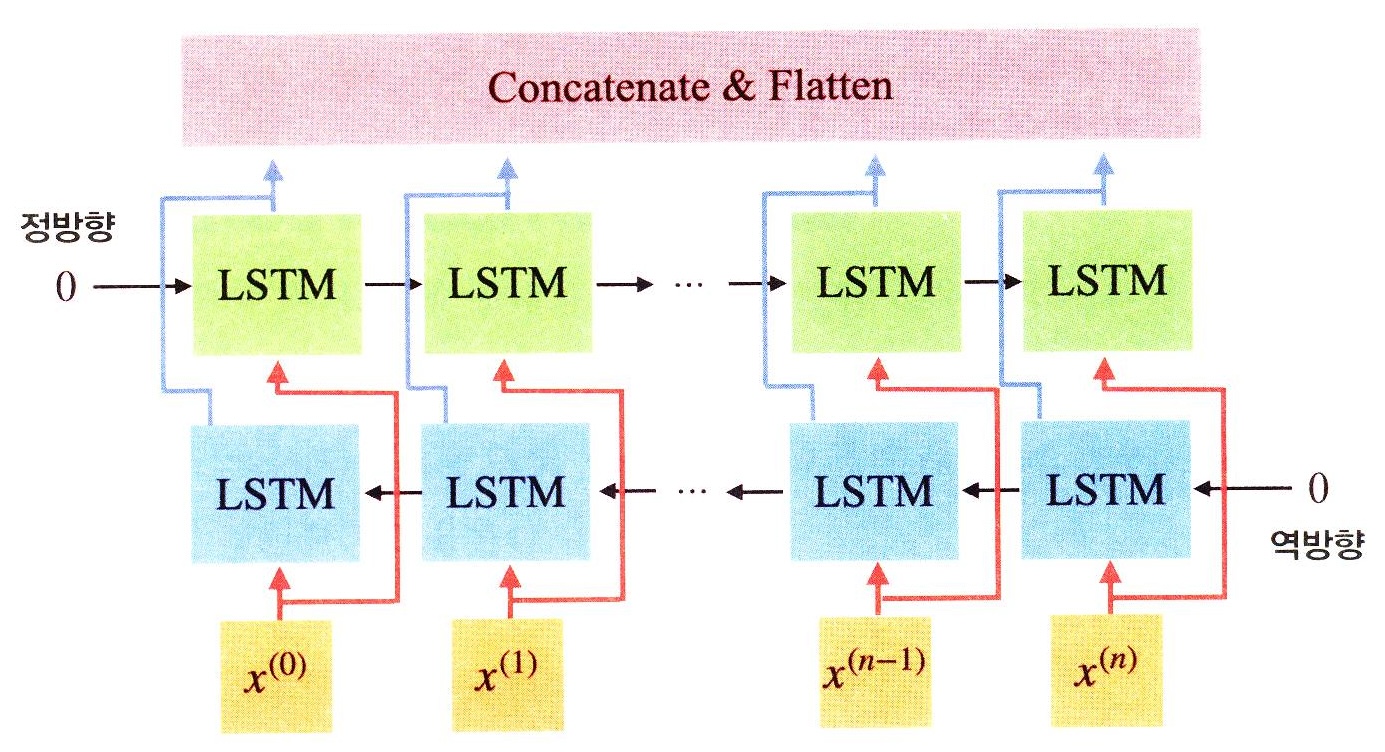 Concatenate & Flatten
정방향
0 LSTM LSTM ... LSTM LSTM
LSTM LSTM ... LSTM LSTM 0
역방향
x^(0) x^(1) x^(n−1) x^(n)